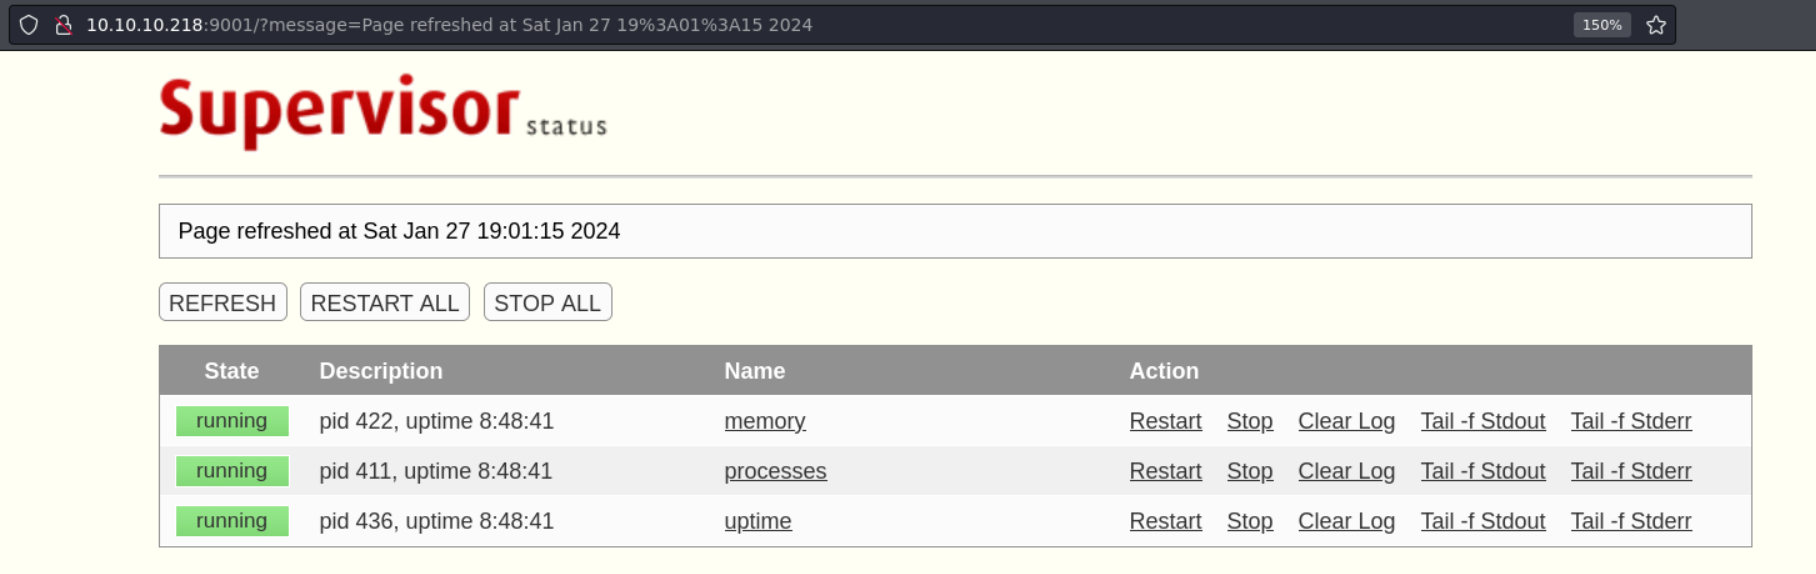 10.10.10.218:9001/?message=Page refreshed at Sat Jan 27 19%3A01%3A15 2024 150%
Supervisor status
Page refreshed at Sat Jan 27 19:01:15 2024
REFRESH RESTART ALL STOP ALL
State Description Name Action
running pid 422, uptime 8:48:41 memory Restart Stop Clear Log Tail -f Stdout Tail -f Stderr
running pid 411, uptime 8:48:41 processes Restart Stop Clear Log Tail -f Stdout Tail -f Stderr
running pid 436, uptime 8:48:41 uptime Restart Stop Clear Log Tail -f Stdout Tail -f Stderr